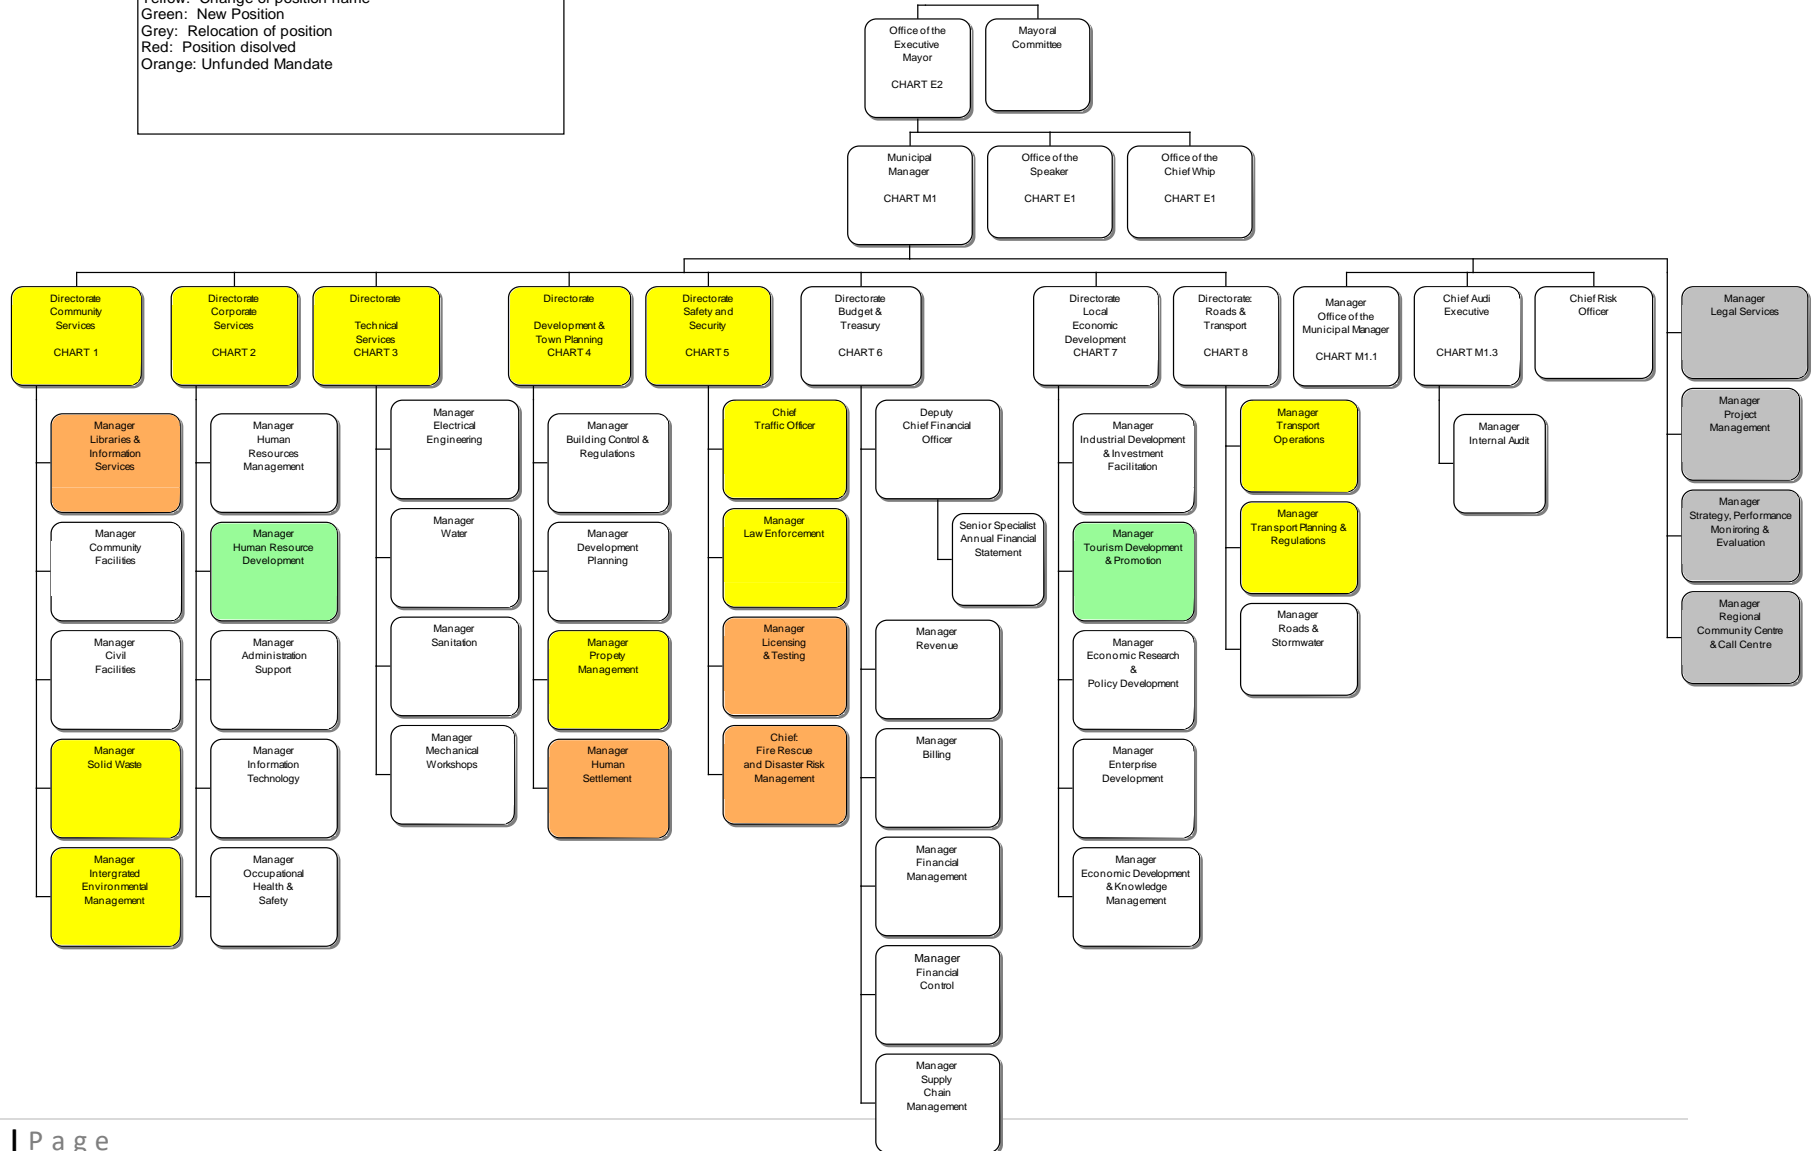 Yellow: Change of position name
Green: New Position
Grey: Relocation of position
Red: Position disolved
Orange: Unfunded Mandate
Office of the
Executive
Mayor
CHART E2
Mayoral
Committee
Municipal
Manager
CHART M1
Office of the
Speaker
CHART E1
Office of the
Chief Whip
CHART E1
Directorate
Community
Services
CHART 1
Directorate
Corporate
Services
CHART 2
Directorate
Technical
Services
CHART 3
Directorate
Development &
Town Planning
CHART 4
Directorate
Safety and
Security
CHART 5
Directorate
Budget &
Treasury
CHART 6
Directorate
Local
Economic
Development
CHART 7
Directorate:
Roads &
Transport
CHART 8
Manager
Office of the
Municipal Manager
CHART M1.1
Chief Audi
Executive
CHART M1.3
Chief Risk
Officer
Manager
Legal Services
Manager
Libraries &
Information
Services
Manager
Community
Facilities
Manager
Civil
Facilities
Manager
Solid Waste
Manager
Intergrated
Environmental
Management
Manager
Human
Resources
Management
Manager
Human Resource
Development
Manager
Administration
Support
Manager
Information
Technology
Manager
Occupational
Health &
Safety
Manager
Electrical
Engineering
Manager
Water
Manager
Sanitation
Manager
Mechanical
Workshops
Manager
Building Control &
Regulations
Manager
Development
Planning
Manager
Propety
Management
Manager
Human
Settlement
Chief
Traffic Officer
Manager
Law Enforcement
Manager
Licensing
& Testing
Chief:
Fire Rescue
and Disaster Risk
Management
Deputy
Chief Financial
Officer
Senior Specialist
Annual Financial
Statement
Manager
Revenue
Manager
Billing
Manager
Financial
Management
Manager
Financial
Control
Manager
Supply
Chain
Management
Manager
Industrial Development
& Investment
Facilitation
Manager
Tourism Development
& Promotion
Manager
Economic Research
&
Policy Development
Manager
Enterprise
Development
Manager
Economic Development
& Knowledge
Management
Manager
Transport
Operations
Manager
Transport Planning &
Regulations
Manager
Roads &
Stormwater
Manager
Internal Audit
Manager
Project
Management
Manager
Strategy, Performance
Moniroring &
Evaluation
Manager
Regional
Community Centre
& Call Centre
| Page